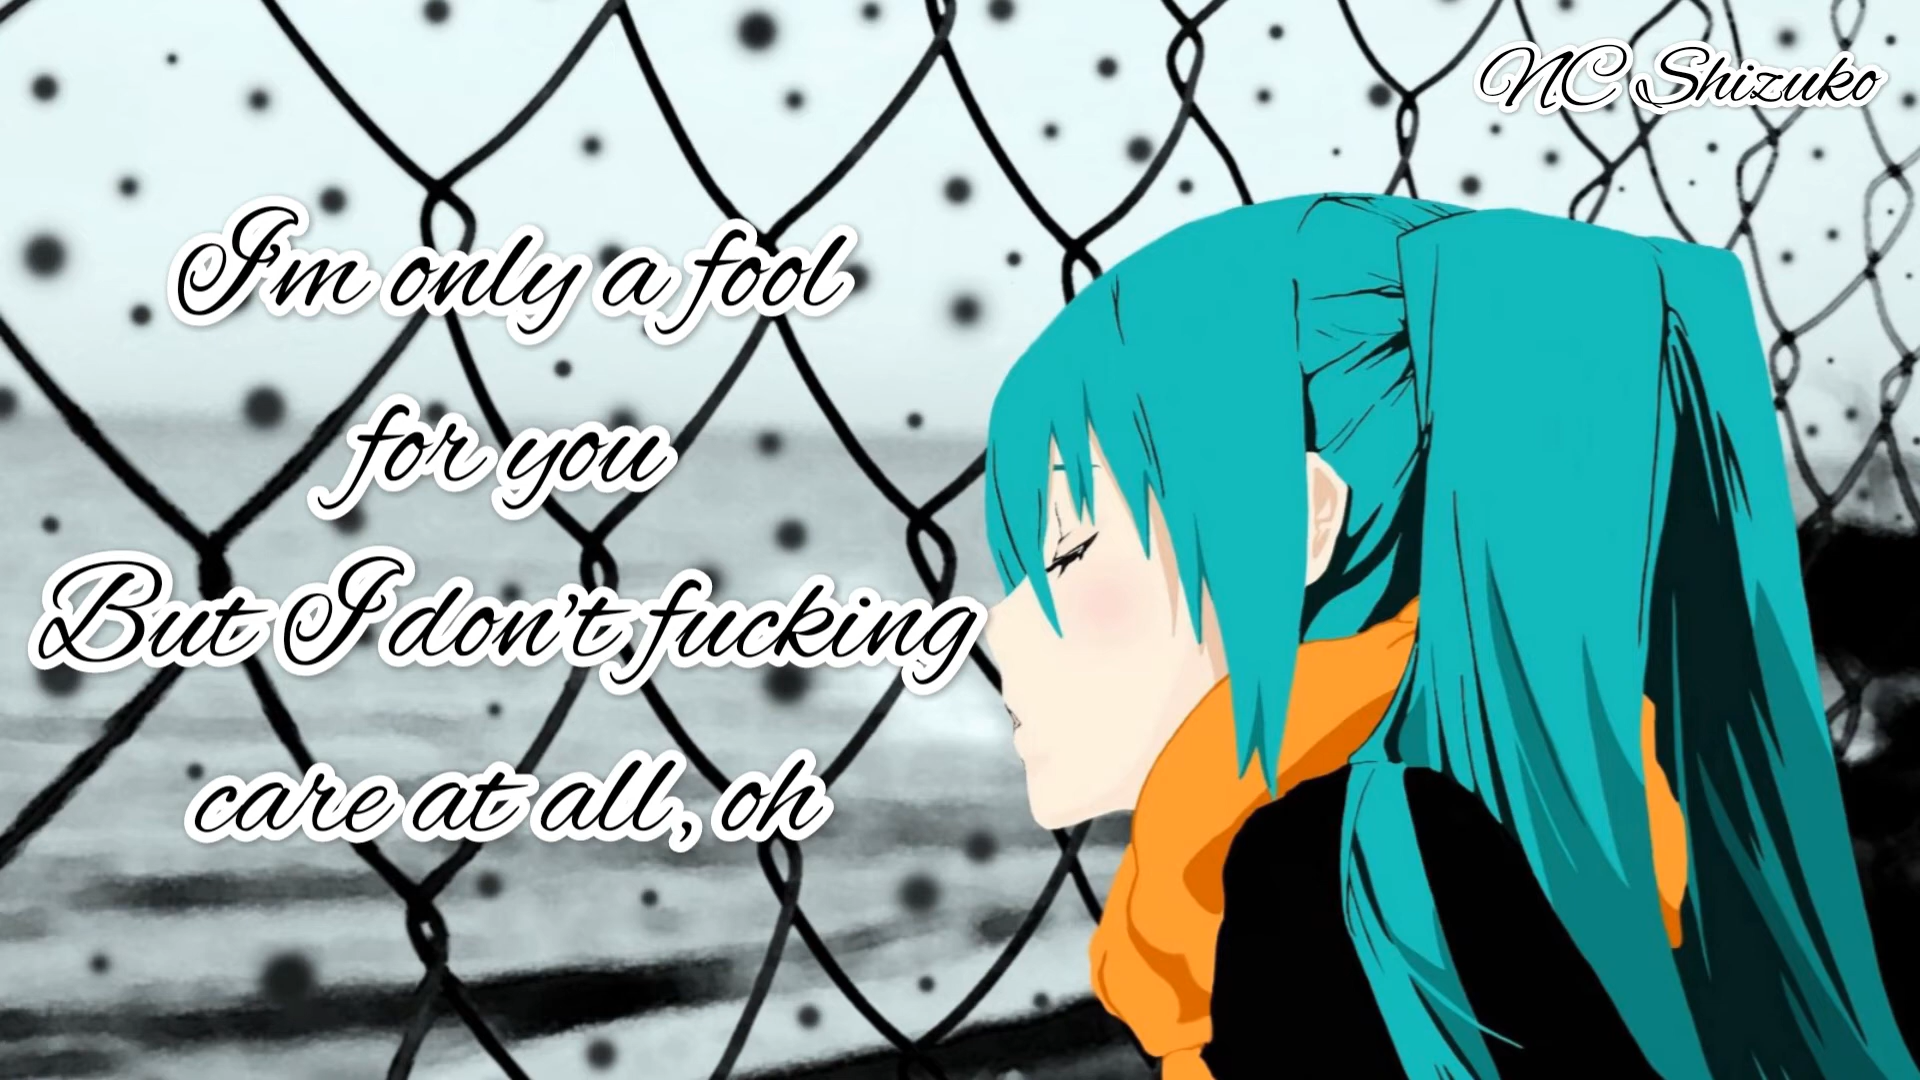 NC Shizuko
I'm only a fool
for you
But I don't fucking
care at all, oh